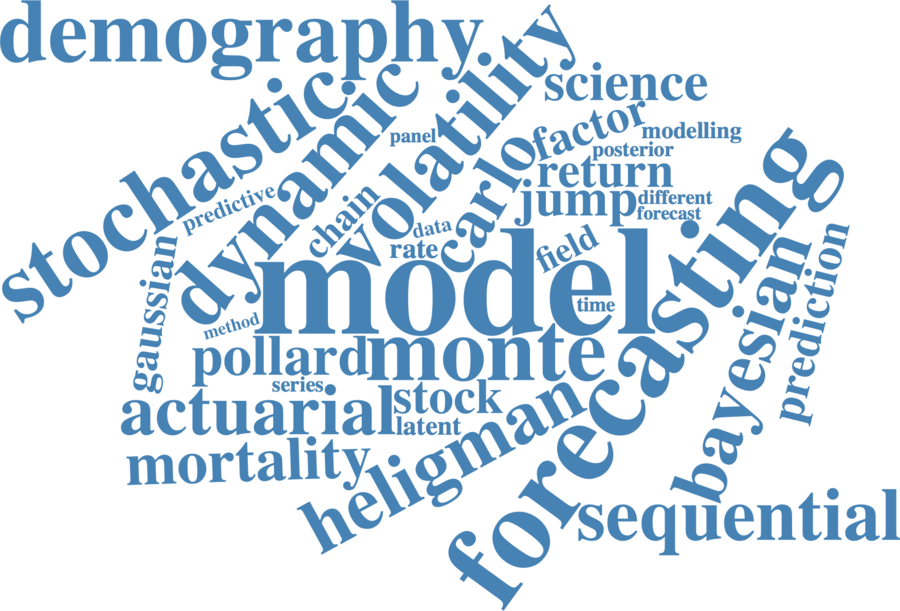 demography
stochastic
dynamic
volatility
science
panel
factor
modelling
posterior
return
predictive
chain
carlo
jump
different
forecast
data
rate
field
gaussian
model
time
method
forecasting
bayesian
prediction
pollard
monte
series
actuarial
stock
latent
heligman
mortality
sequential